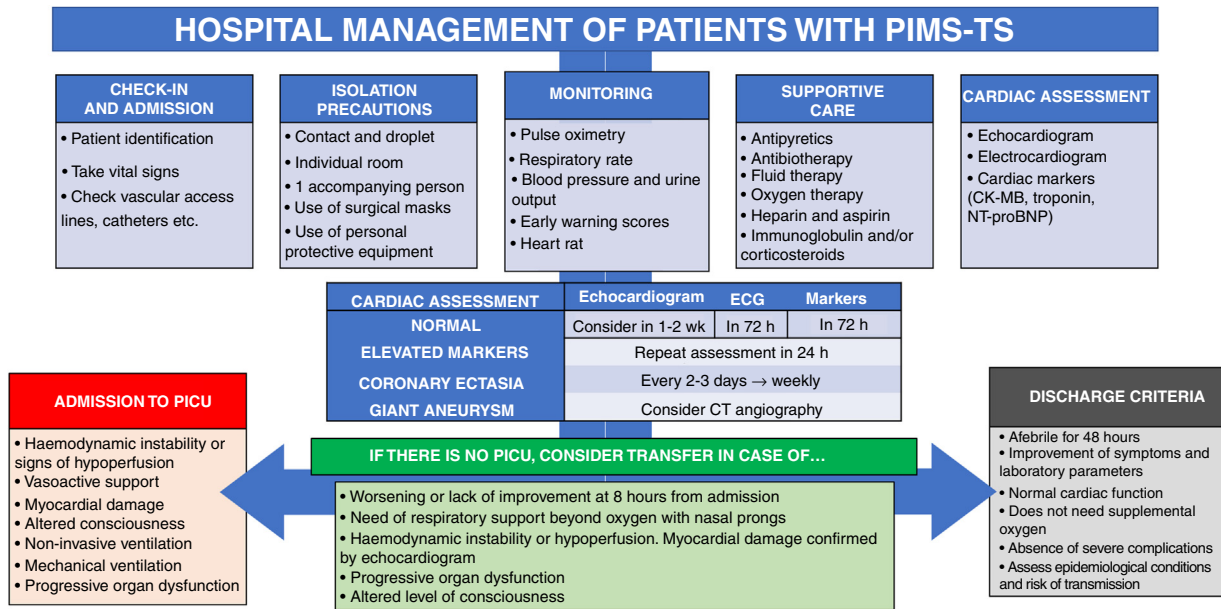 HOSPITAL MANAGEMENT OF PATIENTS WITH PIMS-TS
CHECK-IN
AND ADMISSION
• Patient identification
• Take vital signs
• Check vascular access
lines, catheters etc.
ISOLATION
PRECAUTIONS
• Contact and droplet
• Individual room
• 1 accompanying person
• Use of surgical masks
• Use of personal
protective equipment
MONITORING
• Pulse oximetry
• Respiratory rate
• Blood pressure and urine
output
• Early warning scores
• Heart rat
SUPPORTIVE
CARE
• Antipyretics
• Antibiotherapy
• Fluid therapy
• Oxygen therapy
• Heparin and aspirin
• Immunoglobulin and/or
corticosteroids
CARDIAC ASSESSMENT
• Echocardiogram
• Electrocardiogram
• Cardiac markers
(CK-MB, troponin,
NT-proBNP)
CARDIAC ASSESSMENT Echocardiogram ECG Markers
NORMAL Consider in 1-2 wk In 72 h In 72 h
ELEVATED MARKERS Repeat assessment in 24 h
CORONARY ECTASIA Every 2-3 days → weekly
GIANT ANEURYSM Consider CT angiography
ADMISSION TO PICU
• Haemodynamic instability or
signs of hypoperfusion
• Vasoactive support
• Myocardial damage
• Altered consciousness
• Non-invasive ventilation
• Mechanical ventilation
• Progressive organ dysfunction
IF THERE IS NO PICU, CONSIDER TRANSFER IN CASE OF…
• Worsening or lack of improvement at 8 hours from admission
• Need of respiratory support beyond oxygen with nasal prongs
• Haemodynamic instability or hypoperfusion. Myocardial damage confirmed
by echocardiogram
• Progressive organ dysfunction
• Altered level of consciousness
DISCHARGE CRITERIA
• Afebrile for 48 hours
• Improvement of symptoms and
laboratory parameters
• Normal cardiac function
• Does not need supplemental
oxygen
• Absence of severe complications
• Assess epidemiological conditions
and risk of transmission